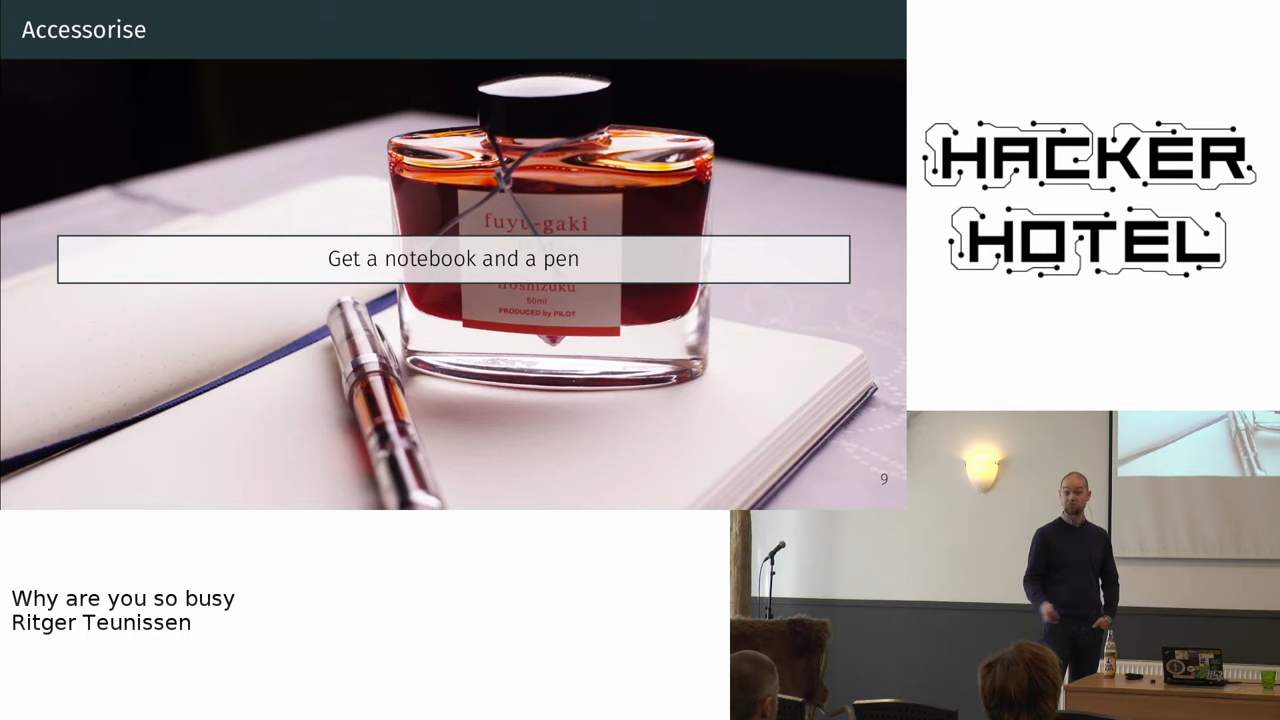 Accessorise
fuyu-gaki
Get a notebook and a pen
iroshizuku
50ml
PRODUCED by PILOT
9
HACKER
HOTEL
Why are you so busy
Ritger Teunissen